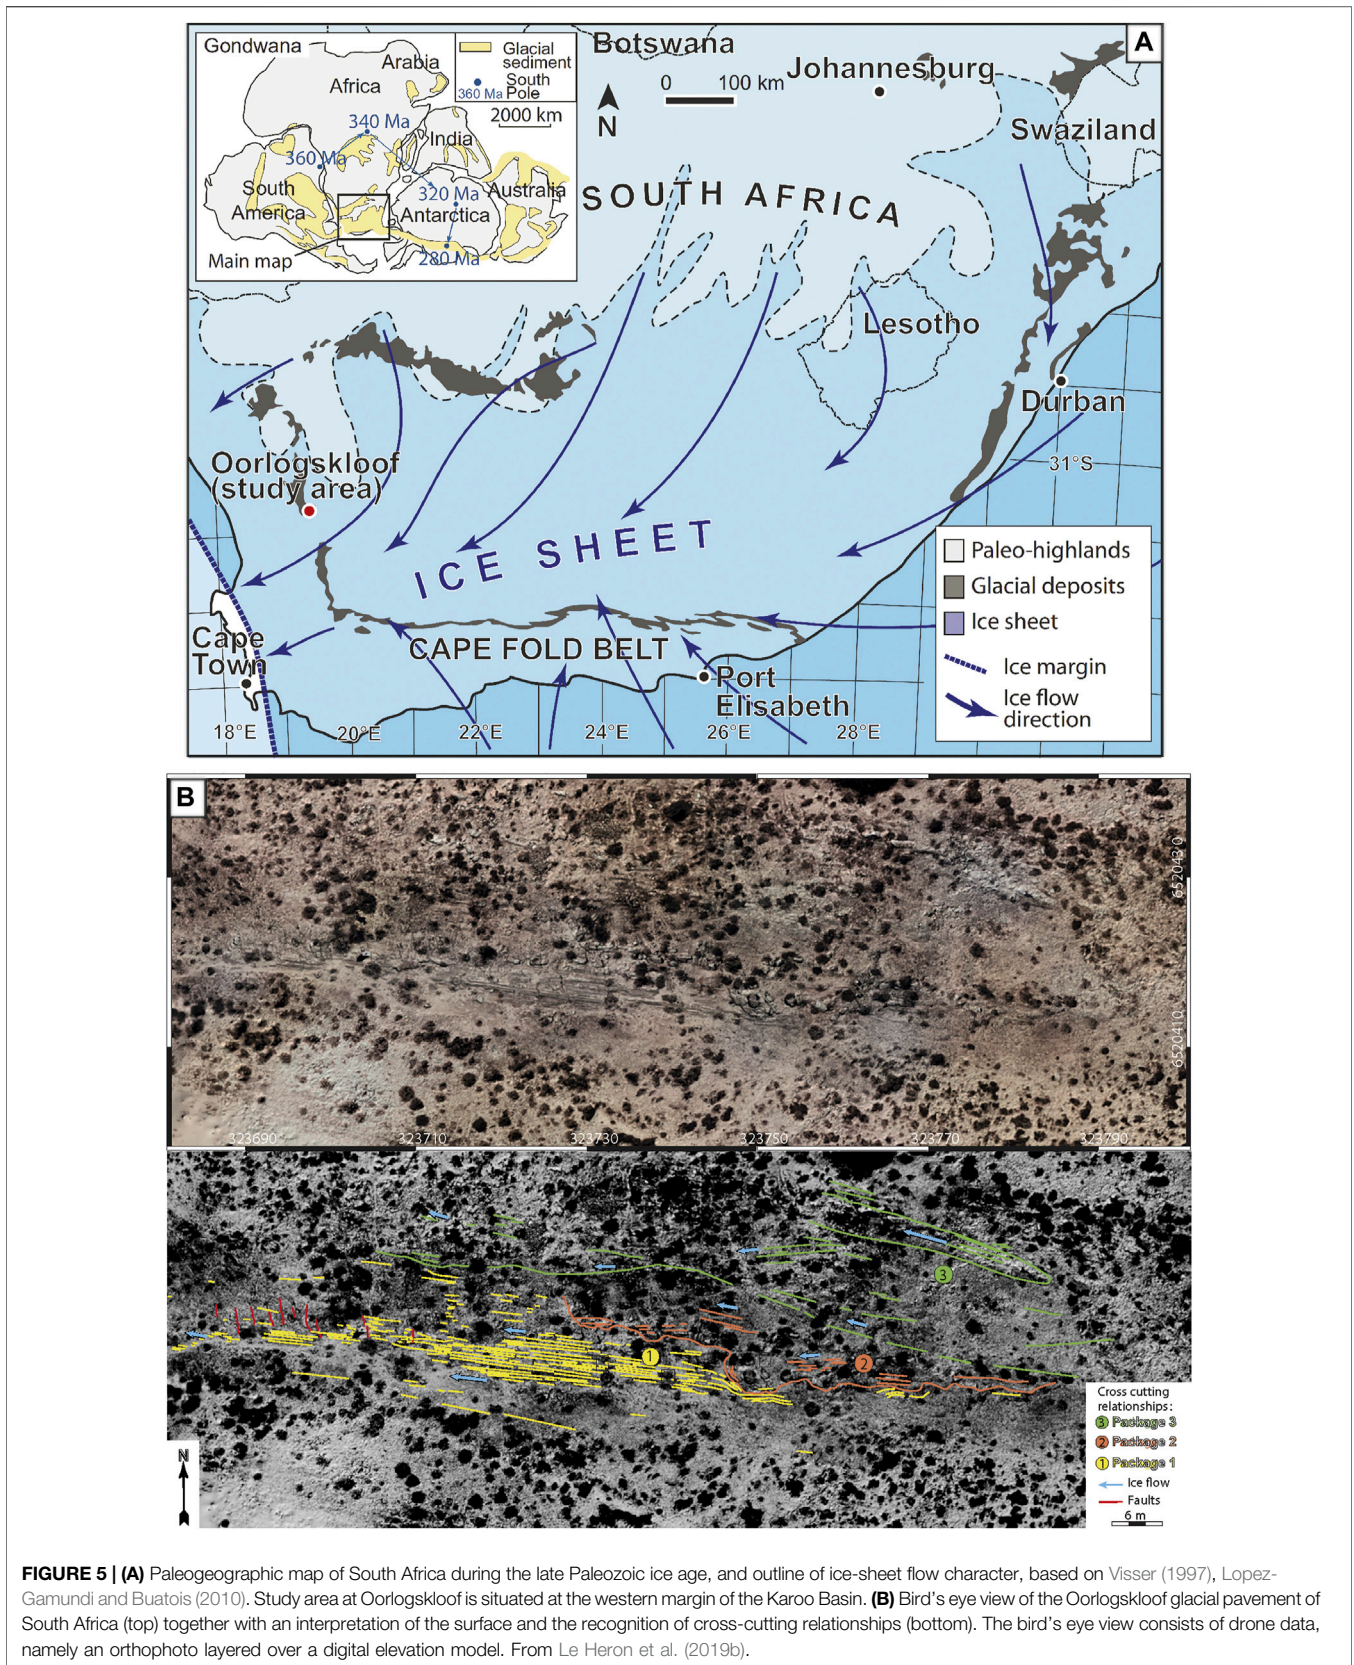 A
Gondwana
Arabia
Africa
Glacial
sediment
South
360 Ma Pole
2000 km
340 Ma
India
360 Ma
South
America
320 Ma
Australia
Antarctica
Main map
280 Ma
Botswana
0 100 km
N
Johannesburg
Swaziland
SOUTH AFRICA
Lesotho
Durban
Oorlogskloof
(study area)
31°S
ICE SHEET
Paleo-highlands
Glacial deposits
Ice sheet
Ice margin
Ice flow
direction
Cape
Town
CAPE FOLD BELT
Port
Elisabeth
18°E 20°E 22°E 24°E 26°E 28°E
B
652043.0
652041.0
323690 323710 323730 323750 323770 323790
3
1
2
N
Cross cutting
relationships:
3 Package 3
2 Package 2
1 Package 1
Ice flow
Faults
6 m
FIGURE 5 | (A) Paleogeographic map of South Africa during the late Paleozoic ice age, and outline of ice-sheet flow character, based on Visser (1997), Lopez-
Gamundi and Buatois (2010). Study area at Oorlogskloof is situated at the western margin of the Karoo Basin. (B) Bird's eye view of the Oorlogskloof glacial pavement of
South Africa (top) together with an interpretation of the surface and the recognition of cross-cutting relationships (bottom). The bird's eye view consists of drone data,
namely an orthophoto layered over a digital elevation model. From Le Heron et al. (2019b).